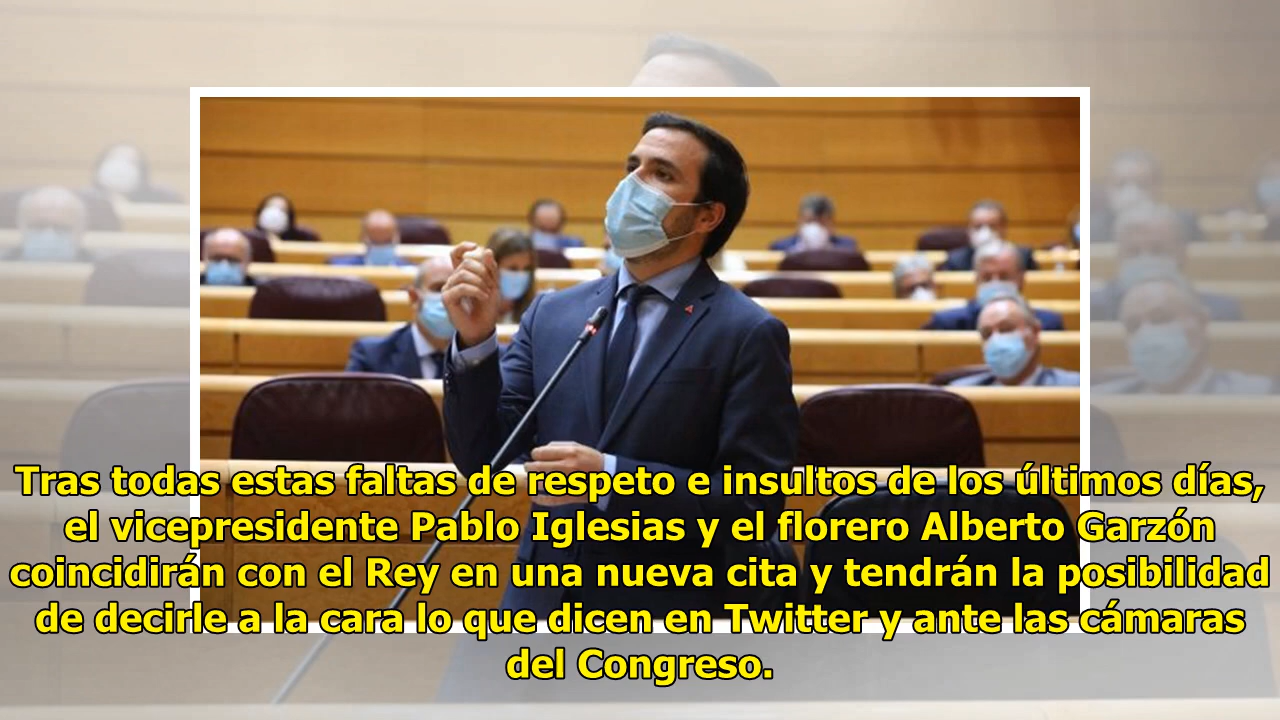 Tras todas estas faltas de respeto e insultos de los últimos días,
el vicepresidente Pablo Iglesias y el florero Alberto Garzón
coincidirán con el Rey en una nueva cita y tendrán la posibilidad
de decirle a la cara lo que dicen en Twitter y ante las cámaras
del Congreso.